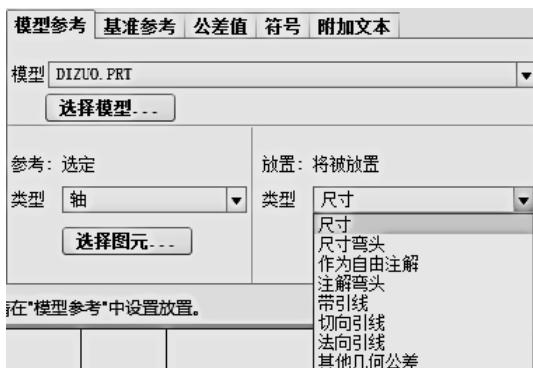 模型参考 基准参考 公差值 符号 附加文本
模型 DIZUO.PRT
选择模型...
参考：选定 放置：将被放置
类型 轴 类型 尺寸
选择图元...
尺寸
尺寸弯头
作为自由注解
注解弯头
带引线
切向引线
法向引线
其他几何公差
在"模型参考"中设置放置。